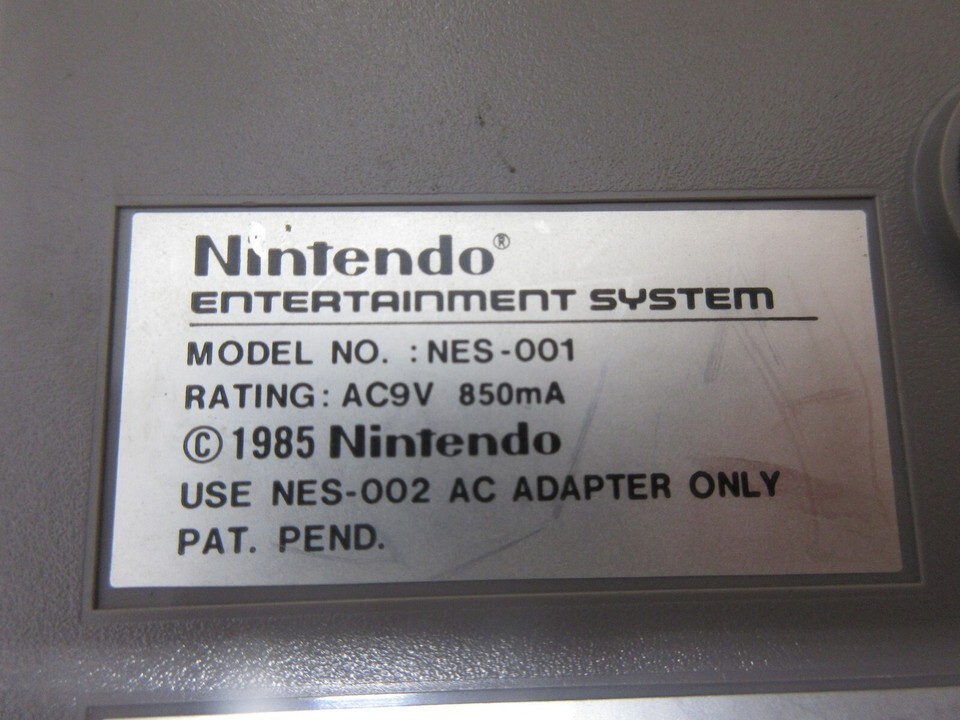 Nintendo®
ENTERTAINMENT SYSTEM
MODEL NO. : NES-001
RATING: AC9V 850mA
©1985 Nintendo
USE NES-002 AC ADAPTER ONLY
PAT. PEND.